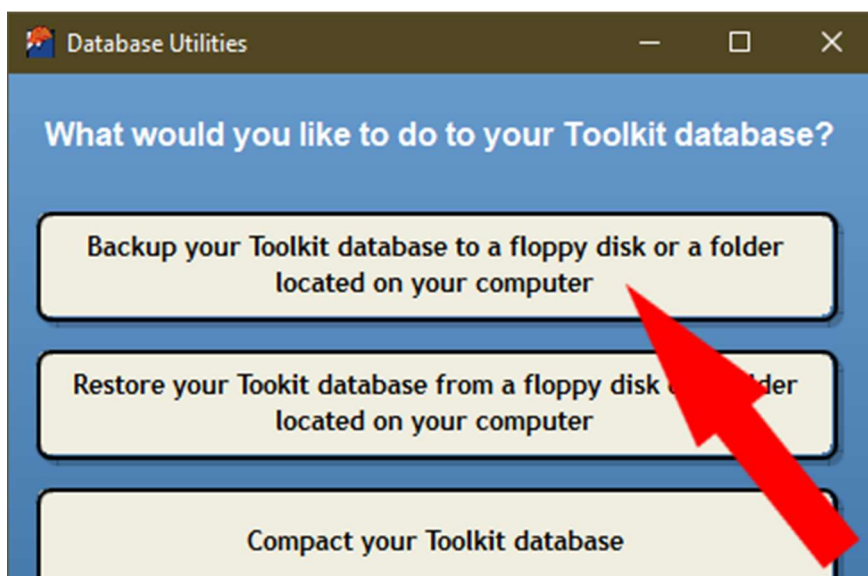 Database Utilities
What would you like to do to your Toolkit database?
Backup your Toolkit database to a floppy disk or a folder
located on your computer
Restore your Tookit database from a floppy disk
located on your computer
Compact your Toolkit database